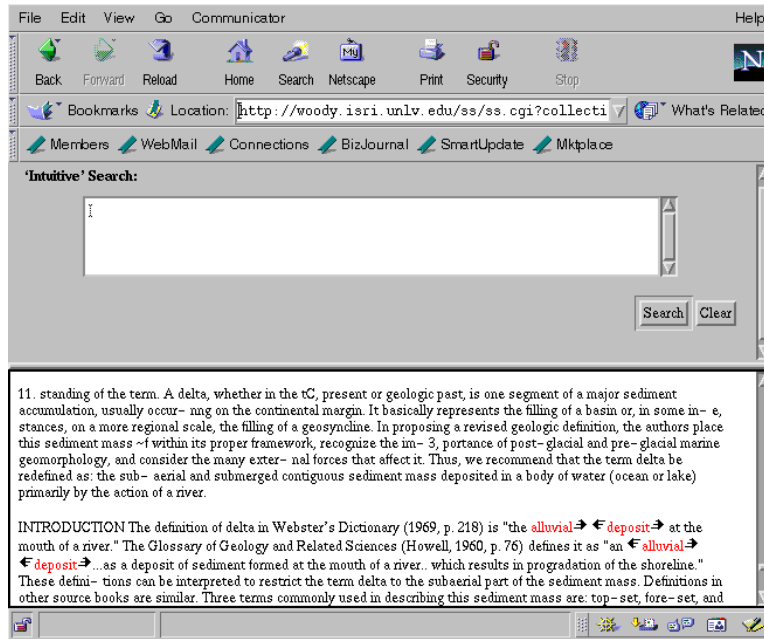 File Edit View Go Communicator Help
Back Forward Reload Home Search Netscape Print Security Stop
My
N
Bookmarks Location: http://woody.isri.unlv.edu/ss/ss.cgi?collecti What's Related
Members WebMail Connections BizJournal SmartUpdate Mktplace
'Intuitive' Search:
Search Clear
11. standing of the term. A delta, whether in the tC, present or geologic past, is one segment of a major sediment
accumulation, usually occur- nng on the continental margin. It basically represents the filling of a basin or, in some in- e,
stances, on a more regional scale, the filling of a geosyncline. In proposing a revised geologic definition, the authors place
this sediment mass ~f within its proper framework, recognize the im- 3, portance of post-glacial and pre-glacial marine
geomorphology, and consider the many exter- nal forces that affect it. Thus, we recommend that the term delta be
redefined as: the sub- aerial and submerged contiguous sediment mass deposited in a body of water (ocean or lake)
primarily by the action of a river.
INTRODUCTION The definition of delta in Webster's Dictionary (1969, p. 218) is "the alluvial deposit at the
mouth of a river." The Glossary of Geology and Related Sciences (Howell, 1960, p. 76) defines it as "an alluvial
deposit ...as a deposit of sediment formed at the mouth of a river.. which results in progradation of the shoreline."
These defini- tions can be interpreted to restrict the term delta to the subaerial part of the sediment mass. Definitions in
other source books are similar. Three terms commonly used in describing this sediment mass are: top-set, fore-set, and